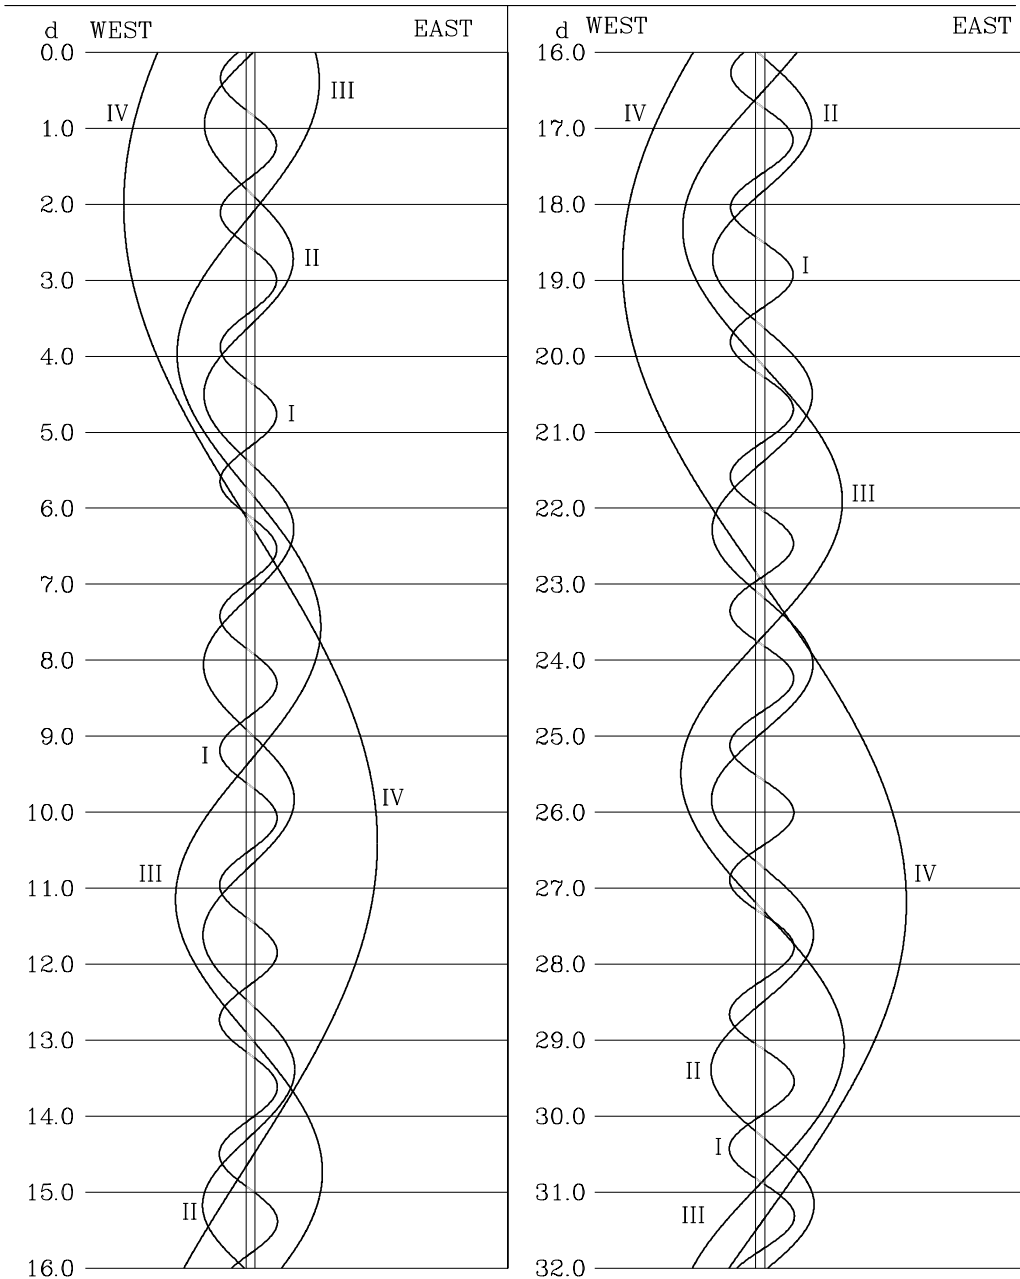 d WEST EAST d WEST EAST
0.0 16.0
III
IV IV II
1.0 17.0
2.0 18.0
II I
3.0 19.0
4.0 20.0
I
5.0 21.0
III
6.0 22.0
7.0 23.0
8.0 24.0
9.0 25.0
I
IV
10.0 26.0
III IV
11.0 27.0
12.0 28.0
13.0 29.0
II
14.0 30.0
I
15.0 31.0
II III
16.0 32.0